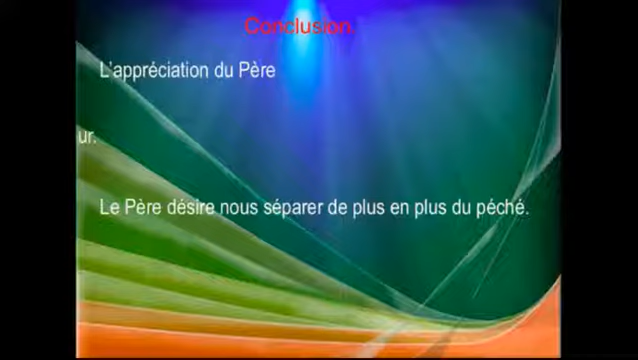 Conclusion.
L'appréciation du Père
ur.
Le Père désire nous séparer de plus en plus du péché.